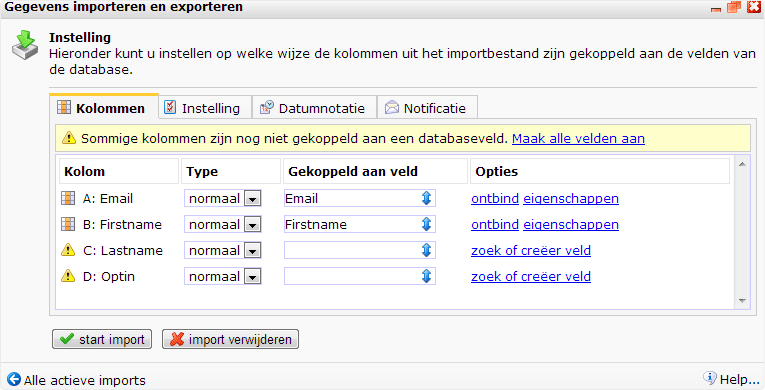 Gegevens importeren en exporteren
Instelling
Hieronder kunt u instellen op welke wijze de kolommen uit het importbestand zijn gekoppeld aan de velden van
de database.
Kolommen Instelling Datumnotatie Notificatie
Sommige kolommen zijn nog niet gekoppeld aan een databaseveld. Maak alle velden aan
Kolom Type Gekoppeld aan veld Opties
A: Email normaal Email ontbind eigenschappen
B: Firstname normaal Firstname ontbind eigenschappen
C: Lastname normaal zoek of creëer veld
D: Optin normaal zoek of creëer veld
start import import verwijderen
Alle actieve imports Help...